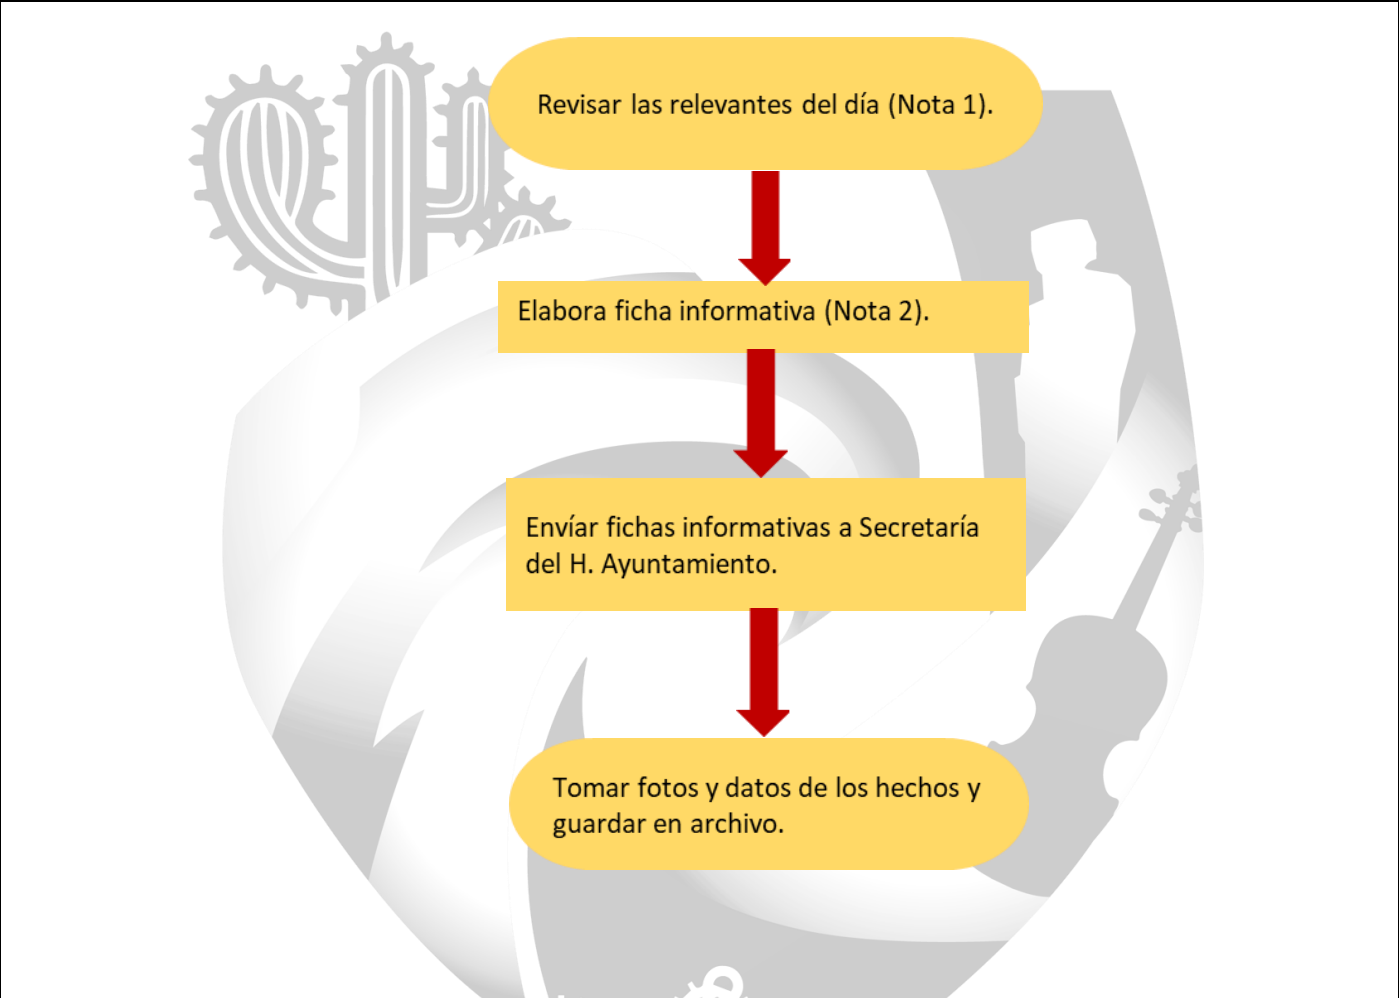 Revisar las relevantes del día (Nota 1).
Elabora ficha informativa (Nota 2).
Envíar fichas informativas a Secretaría
del H. Ayuntamiento.
Tomar fotos y datos de los hechos y
guardar en archivo.